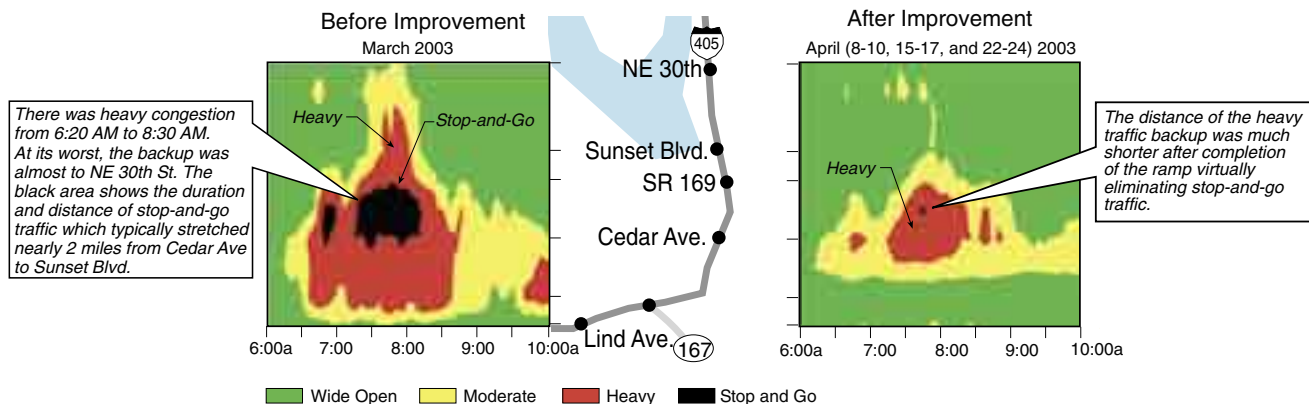 Before Improvement
March 2003
There was heavy congestion
from 6:20 AM to 8:30 AM.
At its worst, the backup was
almost to NE 30th St. The
black area shows the duration
and distance of stop-and-go
traffic which typically stretched
nearly 2 miles from Cedar Ave
to Sunset Blvd.
Heavy
Stop-and-Go
6:00a 7:00 8:00 10:00a
405
NE 30th
Sunset Blvd.
SR 169
Cedar Ave.
Lind Ave.
167
After Improvement
April (8-10, 15-17, and 22-24) 2003
Heavy
The distance of the heavy
traffic backup was much
shorter after completion
of the ramp virtually
eliminating stop-and-go
traffic.
6:00a 7:00 8:00 9:00 10:00a
Wide Open Moderate Heavy Stop and Go